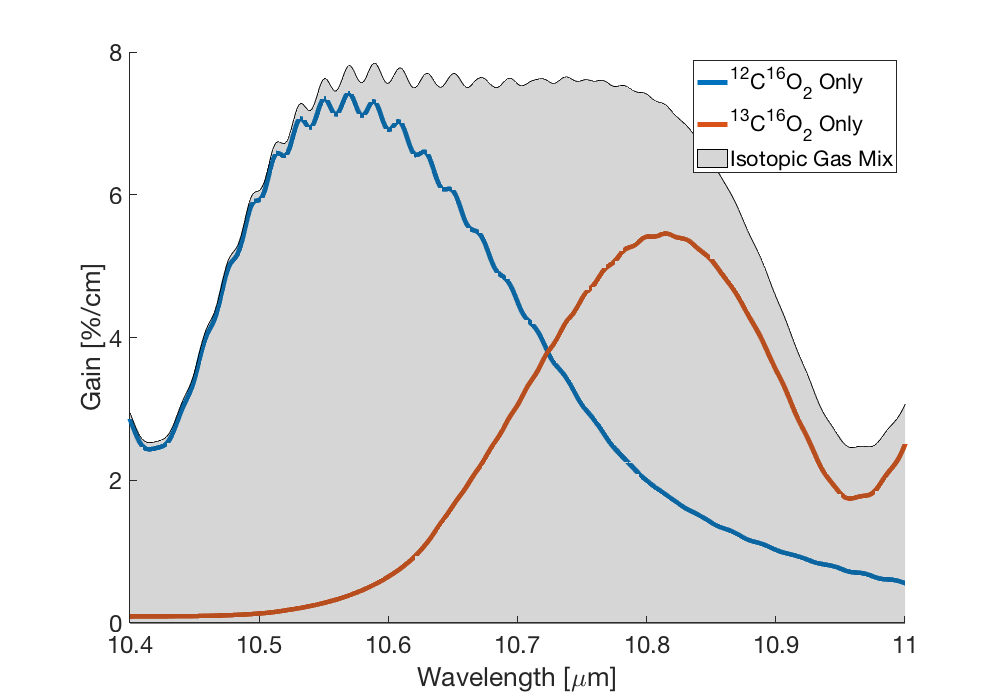 8
6
4
2
0
Gain [%/cm]
10.4 10.5 10.6 10.7 10.8 10.9 11
Wavelength [μm]
¹²C¹⁶O₂ Only
¹³C¹⁶O₂ Only
Isotopic Gas Mix